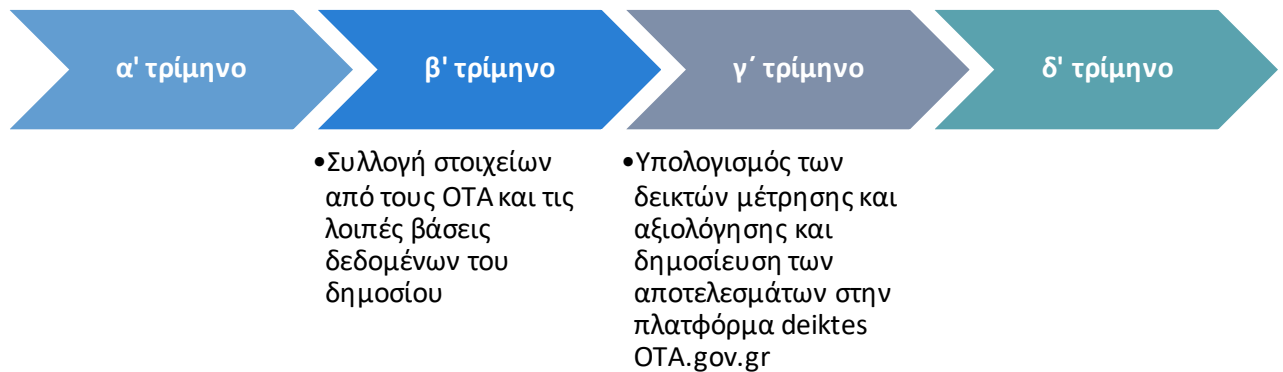 α' τρίμηνο
β' τρίμηνο
γ΄ τρίμηνο
δ' τρίμηνο
•Συλλογή στοιχείων
από τους ΟΤΑ και τις
λοιπές βάσεις
δεδομένων του
δημοσίου
•Υπολογισμός των
δεικτών μέτρησης και
αξιολόγησης και
δημοσίευση των
αποτελεσμάτων στην
πλατφόρμα deiktes
OTA.gov.gr